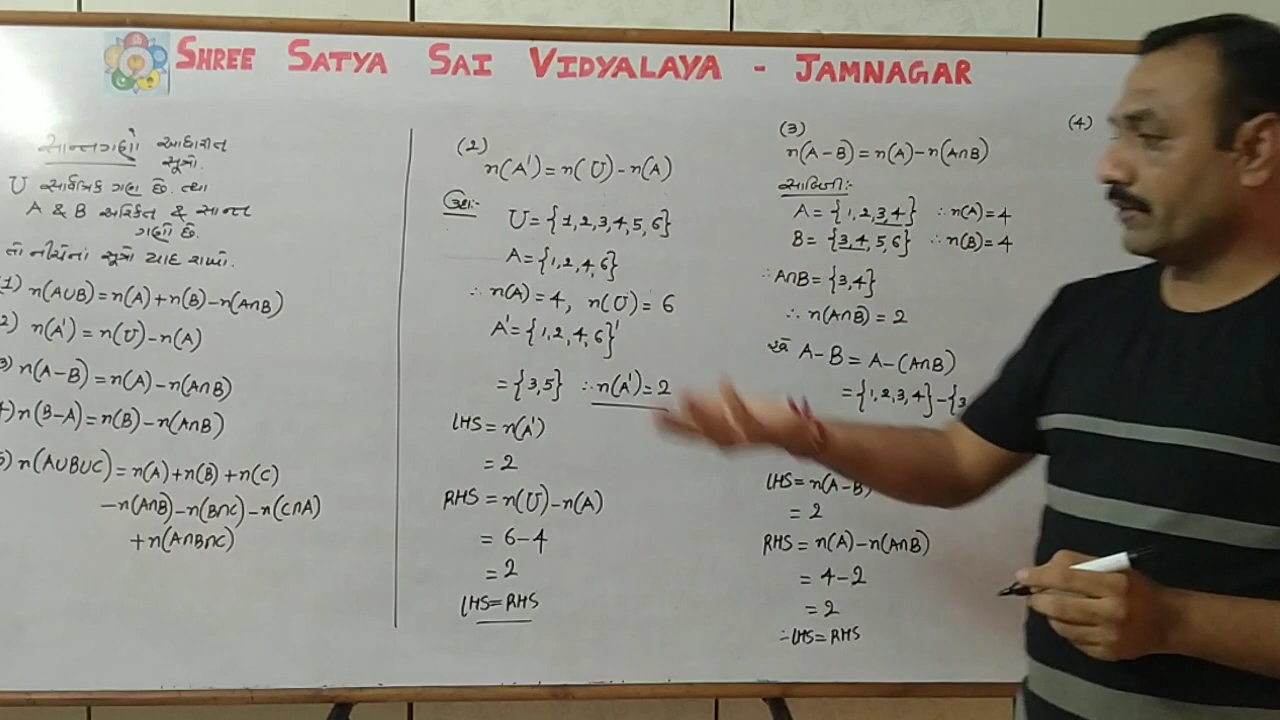 SHREE SATYA SAI VIDYALAYA - JAMNAGAR
સાન્તગણો આધારીત
સૂત્રો.
U સાર્વત્રિક ગણ છે. તથા
A & B અરિક્ત & સાન્ત
ગણો છે.
તો નીચેનાં સૂત્રો યાદ રાખો.
(1) n(A∪B)=n(A)+n(B)-n(A∩B)
2) n(A')=n(U)-n(A)
3) n(A-B)=n(A)-n(A∩B)
4) n(B-A)=n(B)-n(A∩B)
5) n(A∪B∪C)=n(A)+n(B)+n(C)
-n(A∩B)-n(B∩C)-n(C∩A)
+n(A∩B∩C)
(2)
n(A')=n(U)-n(A)
U={1,2,3,4,5,6}
A={1,2,4,6}
∴ n(A)=4, n(U)=6
A'={1,2,4,6}'
={3,5} ∴n(A')=2
LHS=n(A')
=2
RHS=n(U)-n(A)
=6-4
=2
LHS=RHS
(3)
n(A-B)=n(A)-n(A∩B)
સાબિતી:-
A={1,2,3,4} ∴n(A)=4
B={3,4,5,6} ∴n(B)=4
∴A∩B={3,4}
∴n(A∩B)=2
હવે A-B=A-(A∩B)
={1,2,3,4}-{3
LHS=n(A-B)
=2
RHS=n(A)-n(A∩B)
=4-2
=2
∴LHS=RHS
(4)